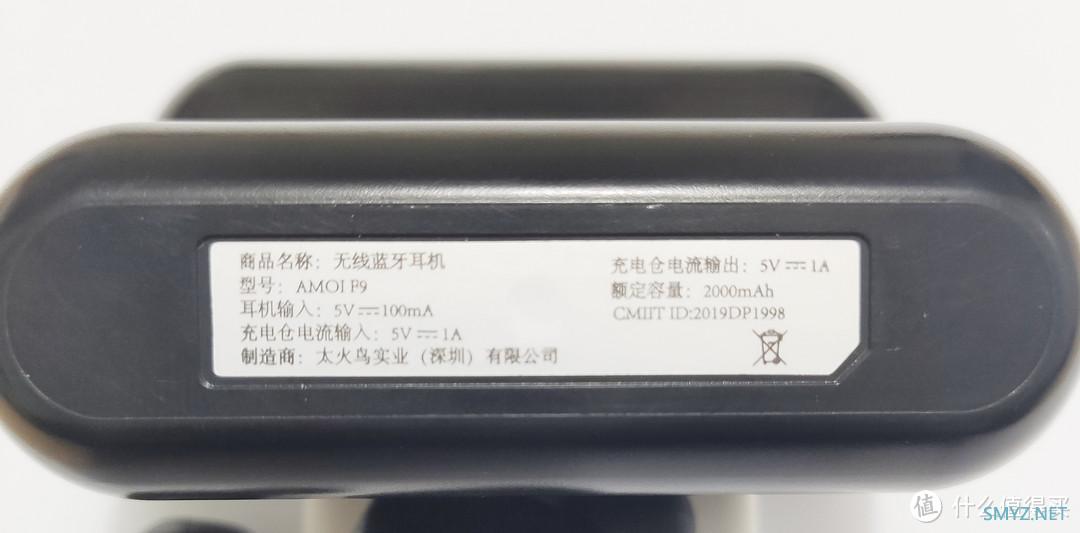 商品名称：无线蓝牙耳机
型号：AMOI F9
耳机输入：5V⎓100mA
充电仓电流输入：5V⎓1A
制造商：太火鸟实业（深圳）有限公司
充电仓电流输出：5V⎓1A
额定容量：2000mAh
CMIIT ID:2019DP1998
值 什么值得买
SMYZ.NET